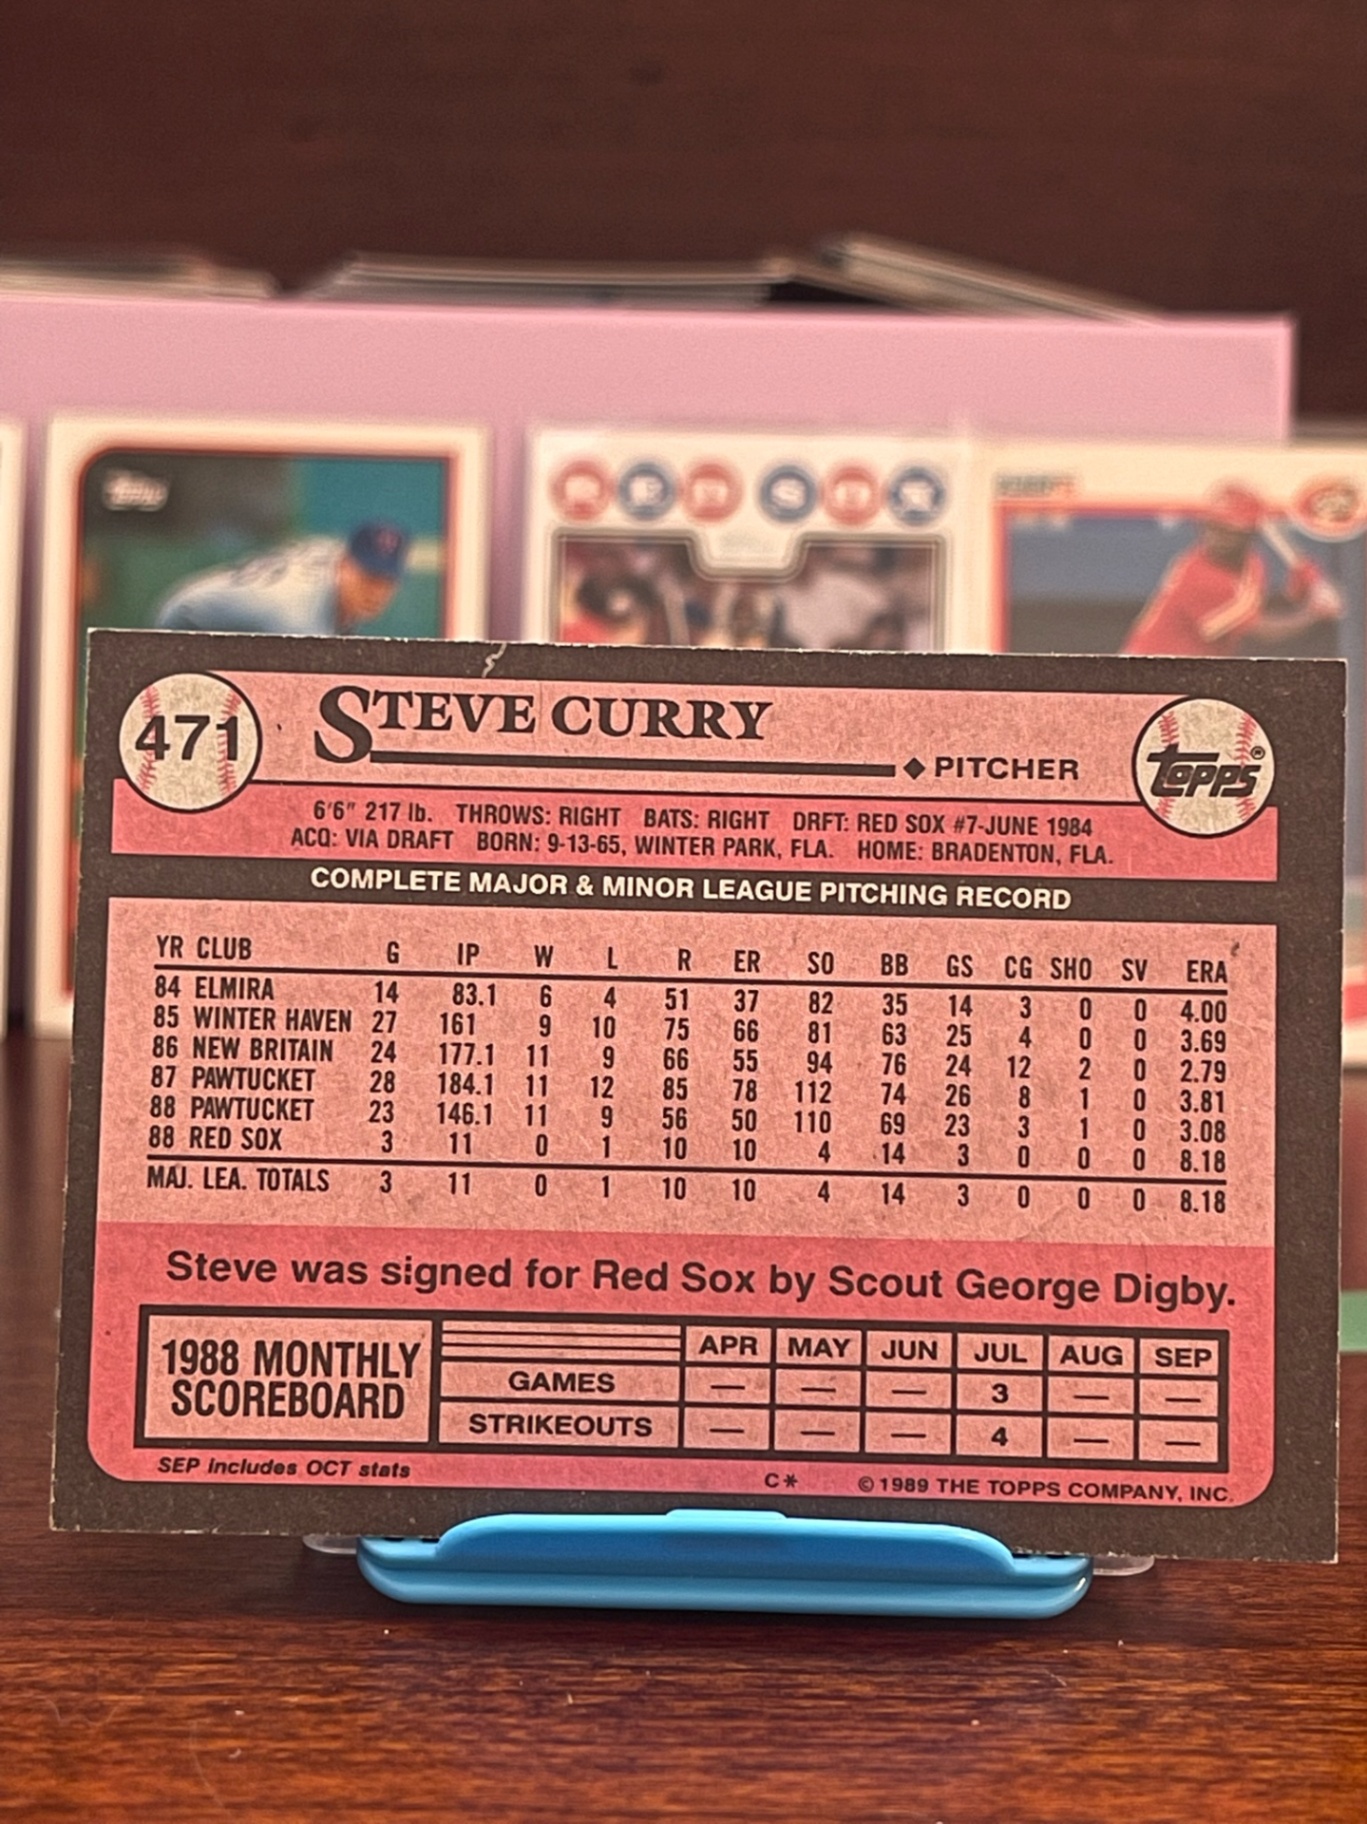 Topps
RED SOX
471
STEVE CURRY
◆ PITCHER
topps®
6'6" 217 lb. THROWS: RIGHT BATS: RIGHT DRFT: RED SOX #7-JUNE 1984
ACQ: VIA DRAFT BORN: 9-13-65, WINTER PARK, FLA. HOME: BRADENTON, FLA.
COMPLETE MAJOR & MINOR LEAGUE PITCHING RECORD
YR CLUB G IP W L R ER SO BB GS CG SHO SV ERA
84 ELMIRA 14 83.1 6 4 51 37 82 35 14 3 0 0 4.00
85 WINTER HAVEN 27 161 9 10 75 66 81 63 25 4 0 0 3.69
86 NEW BRITAIN 24 177.1 11 9 66 55 94 76 24 12 2 0 2.79
87 PAWTUCKET 28 184.1 11 12 85 78 112 74 26 8 1 0 3.81
88 PAWTUCKET 23 146.1 11 9 56 50 110 69 23 3 1 0 3.08
88 RED SOX 3 11 0 1 10 10 4 14 3 0 0 0 8.18
MAJ. LEA. TOTALS 3 11 0 1 10 10 4 14 3 0 0 0 8.18
Steve was signed for Red Sox by Scout George Digby.
1988 MONTHLY
SCOREBOARD
APR MAY JUN JUL AUG SEP
GAMES — — — 3 — —
STRIKEOUTS — — — 4 — —
SEP includes OCT stats
C* © 1989 THE TOPPS COMPANY, INC.